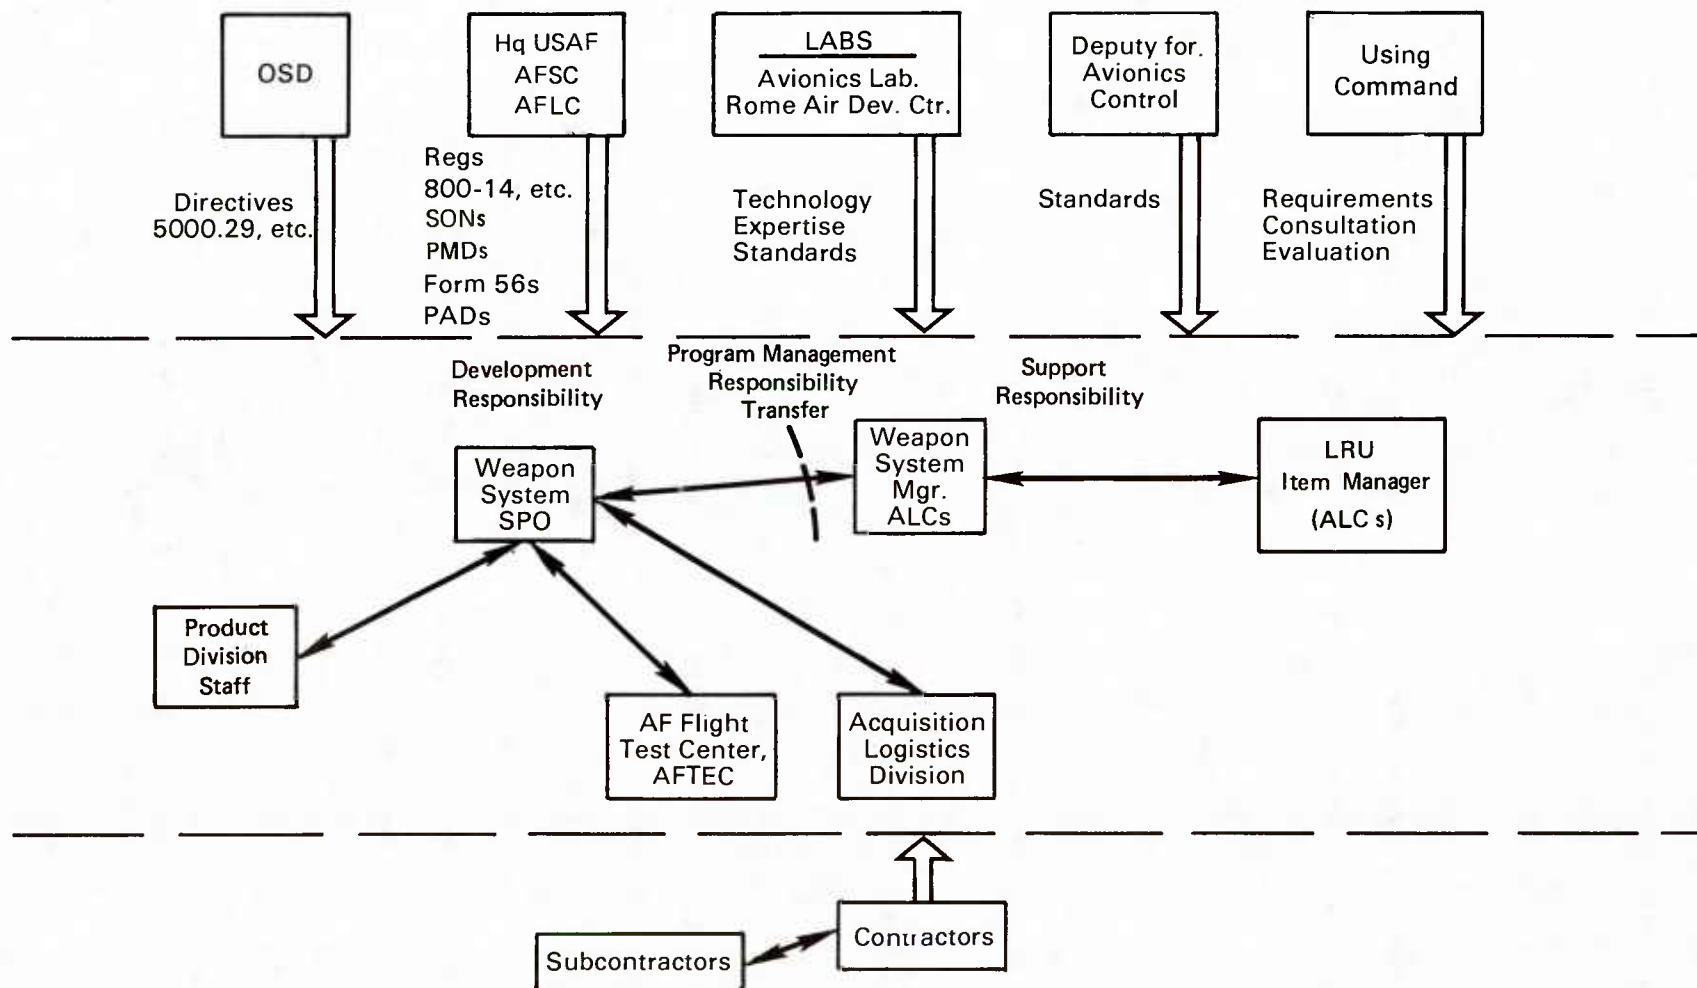 OSD
Hq USAF
AFSC
AFLC
LABS
Avionics Lab.
Rome Air Dev. Ctr.
Deputy for.
Avionics
Control
Using
Command
Directives
5000.29, etc.
Regs
800-14, etc.
SONs
PMDs
Form 56s
PADs
Technology
Expertise
Standards
Standards
Requirements
Consultation
Evaluation
Development
Responsibility
Program Management
Responsibility
Transfer
Support
Responsibility
Weapon
System
SPO
Weapon
System
Mgr.
ALCs
LRU
Item Manager
(ALC s)
Product
Division
Staff
AF Flight
Test Center,
AFTEC
Acquisition
Logistics
Division
Contractors
Subcontractors